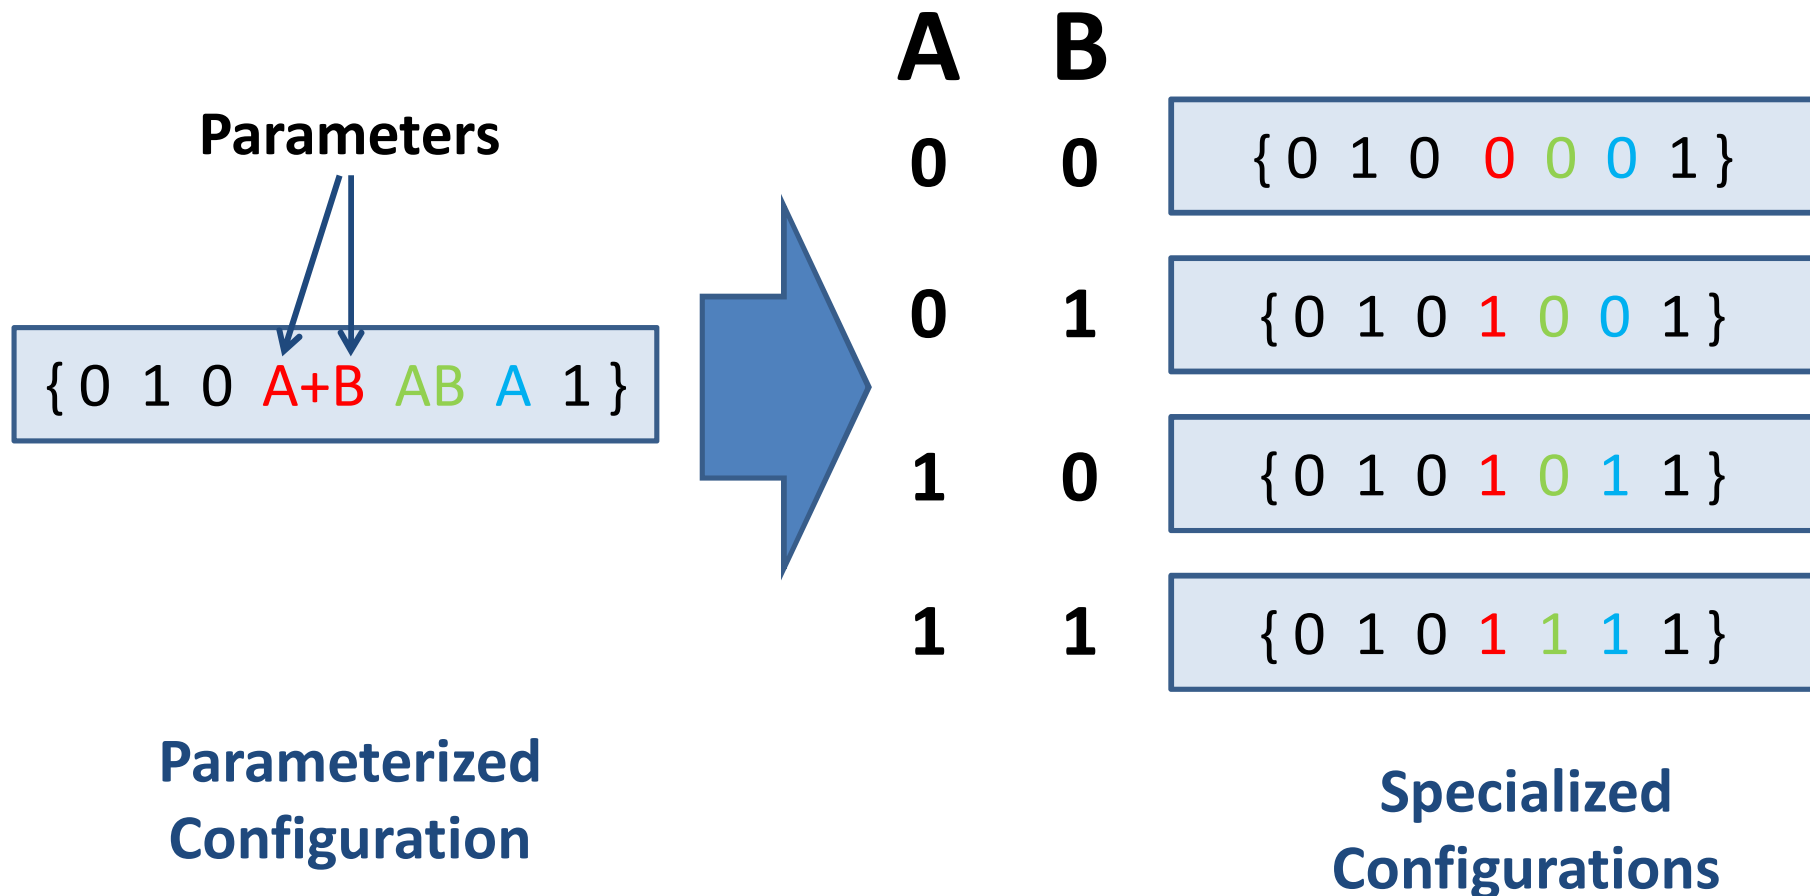 Parameters
{ 0 1 0 A+B AB A 1 }
Parameterized
Configuration
A B
0 0 { 0 1 0 0 0 0 1 }
0 1 { 0 1 0 1 0 0 1 }
1 0 { 0 1 0 1 0 1 1 }
1 1 { 0 1 0 1 1 1 1 }
Specialized
Configurations